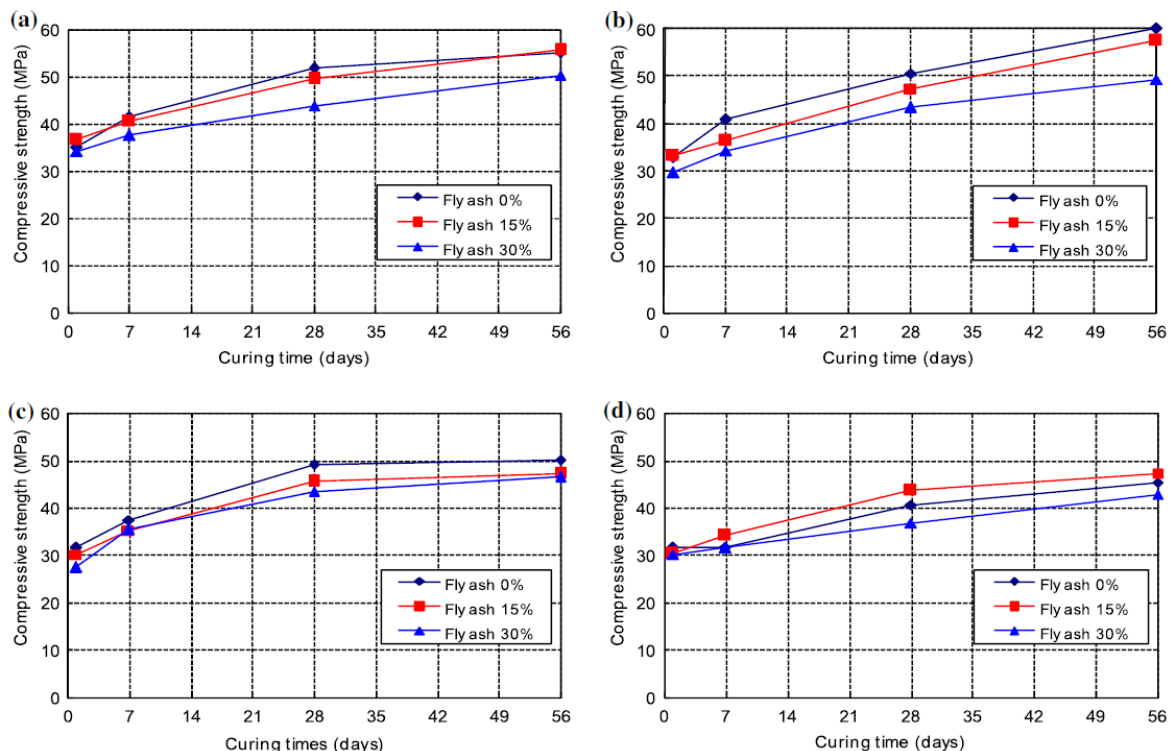 (a)
Compressive strength (MPa)
60
50
40
30
20
10
0
Fly ash 0%
Fly ash 15%
Fly ash 30%
0 7 14 21 28 35 42 49 56
Curing time (days)
(b)
Compressive strength (MPa)
60
50
40
30
20
10
0
Fly ash 0%
Fly ash 15%
Fly ash 30%
0 7 14 21 28 35 42 49 56
Curing time (days)
(c)
Compressive strength (MPa)
60
50
40
30
20
10
0
Fly ash 0%
Fly ash 15%
Fly ash 30%
0 7 14 21 28 35 42 49 56
Curing times (days)
(d)
Compressive strength (MPa)
60
50
40
30
20
10
0
Fly ash 0%
Fly ash 15%
Fly ash 30%
0 7 14 21 28 35 42 49 56
Curing time (days)